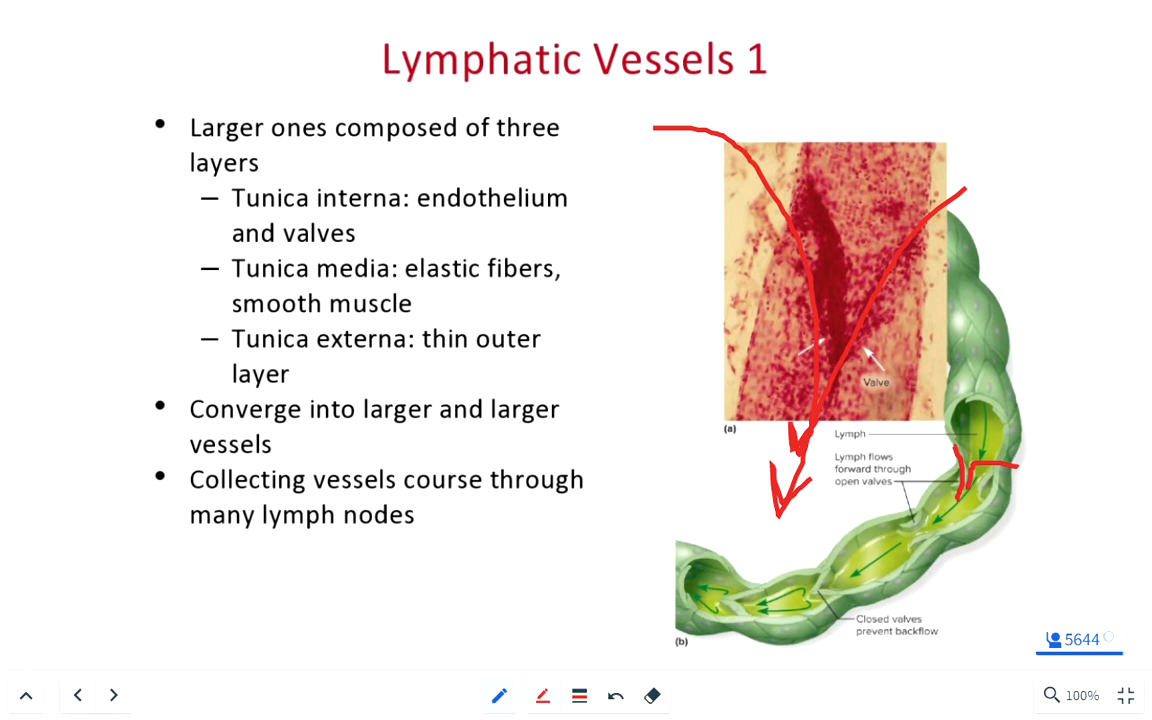 Lymphatic Vessels 1
• Larger ones composed of three
layers
– Tunica interna: endothelium
and valves
– Tunica media: elastic fibers,
smooth muscle
– Tunica externa: thin outer
layer
• Converge into larger and larger
vessels
• Collecting vessels course through
many lymph nodes
Valve
(a)
Lymph
Lymph flows
forward through
open valves
Closed valves
prevent backflow
(b)
5644
100%